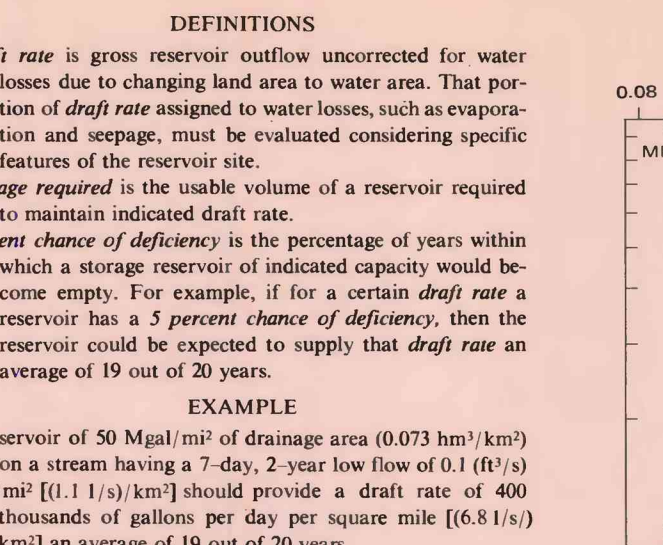 DEFINITIONS
rate is gross reservoir outflow uncorrected for water
losses due to changing land area to water area. That por-
tion of draft rate assigned to water losses, such as evapora-
tion and seepage, must be evaluated considering specific
features of the reservoir site.
age required is the usable volume of a reservoir required
to maintain indicated draft rate.
ent chance of deficiency is the percentage of years within
which a storage reservoir of indicated capacity would be-
come empty. For example, if for a certain draft rate a
reservoir has a 5 percent chance of deficiency, then the
reservoir could be expected to supply that draft rate an
average of 19 out of 20 years.
EXAMPLE
servoir of 50 Mgal/mi² of drainage area (0.073 hm³/km²)
on a stream having a 7–day, 2–year low flow of 0.1 (ft³/s)
mi² [(1.1 1/s)/km²] should provide a draft rate of 400
thousands of gallons per day per square mile [(6.8 1/s/)
km²] an average of 19 out of 20 years.
0.08